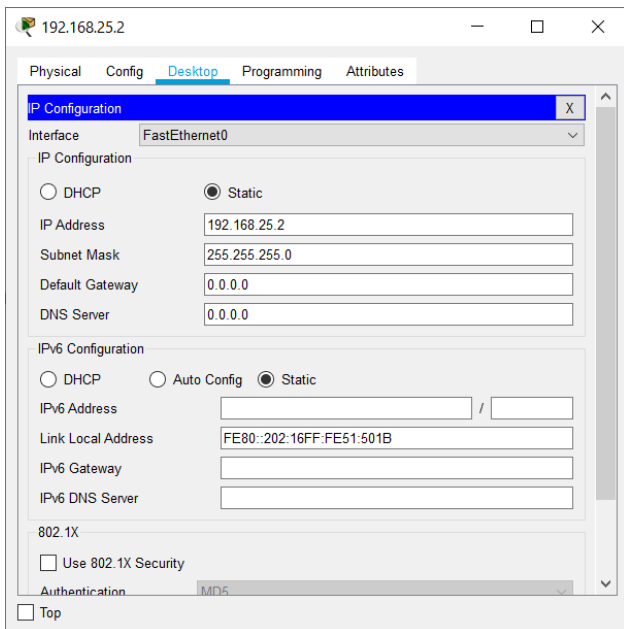 192.168.25.2
Physical Config Desktop Programming Attributes
IP Configuration X
Interface FastEthernet0
IP Configuration
DHCP Static
IP Address 192.168.25.2
Subnet Mask 255.255.255.0
Default Gateway 0.0.0.0
DNS Server 0.0.0.0
IPv6 Configuration
DHCP Auto Config Static
IPv6 Address /
Link Local Address FE80::202:16FF:FE51:501B
IPv6 Gateway
IPv6 DNS Server
802.1X
Use 802.1X Security
Authentication MD5
Top